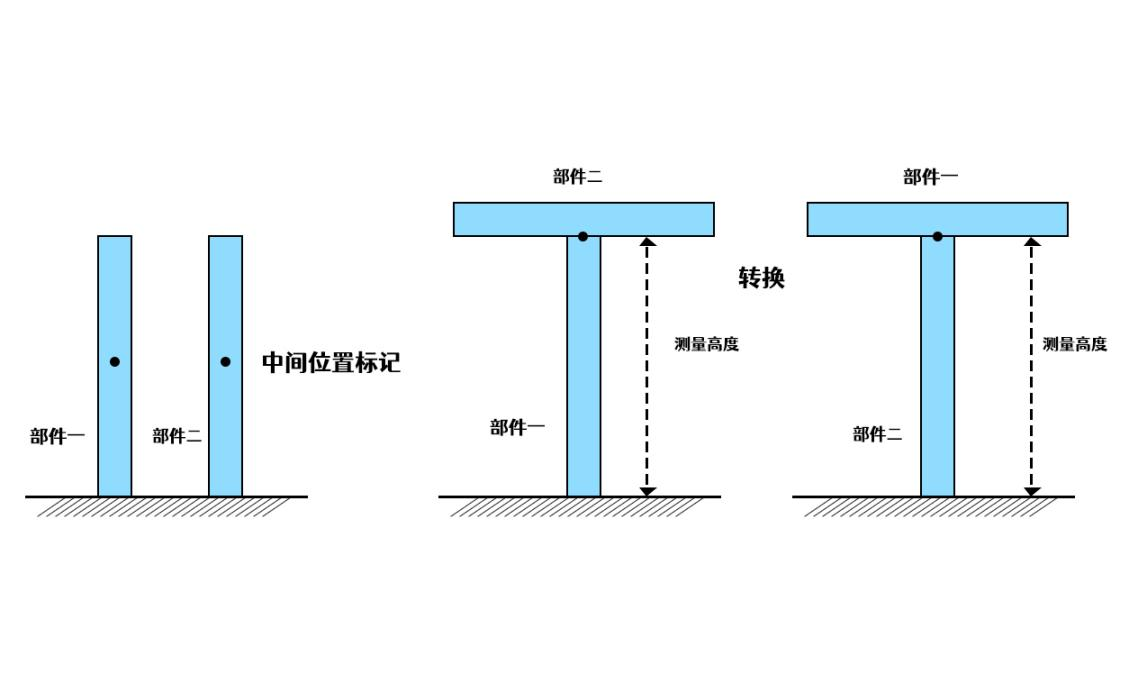 部件一
部件二
中间位置标记
部件二
部件一
测量高度
转换
部件一
部件二
测量高度